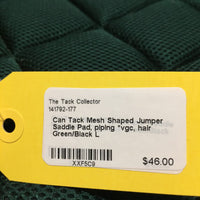 The Tack Collector
141792-177
Can Tack Mesh Shaped Jumper
Saddle Pad, piping *vgc, hair
Green/Black L
$46.00
XXF5C9